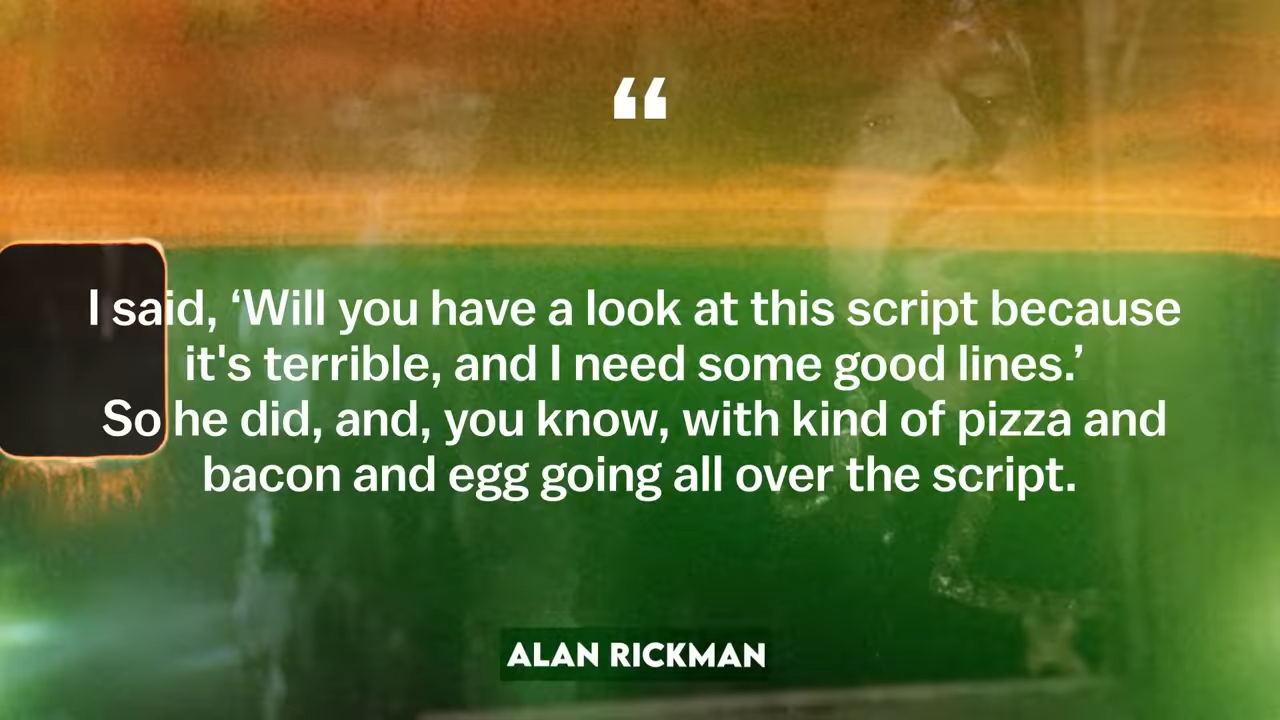 “
I said, ‘Will you have a look at this script because
it's terrible, and I need some good lines.’
So he did, and, you know, with kind of pizza and
bacon and egg going all over the script.
ALAN RICKMAN